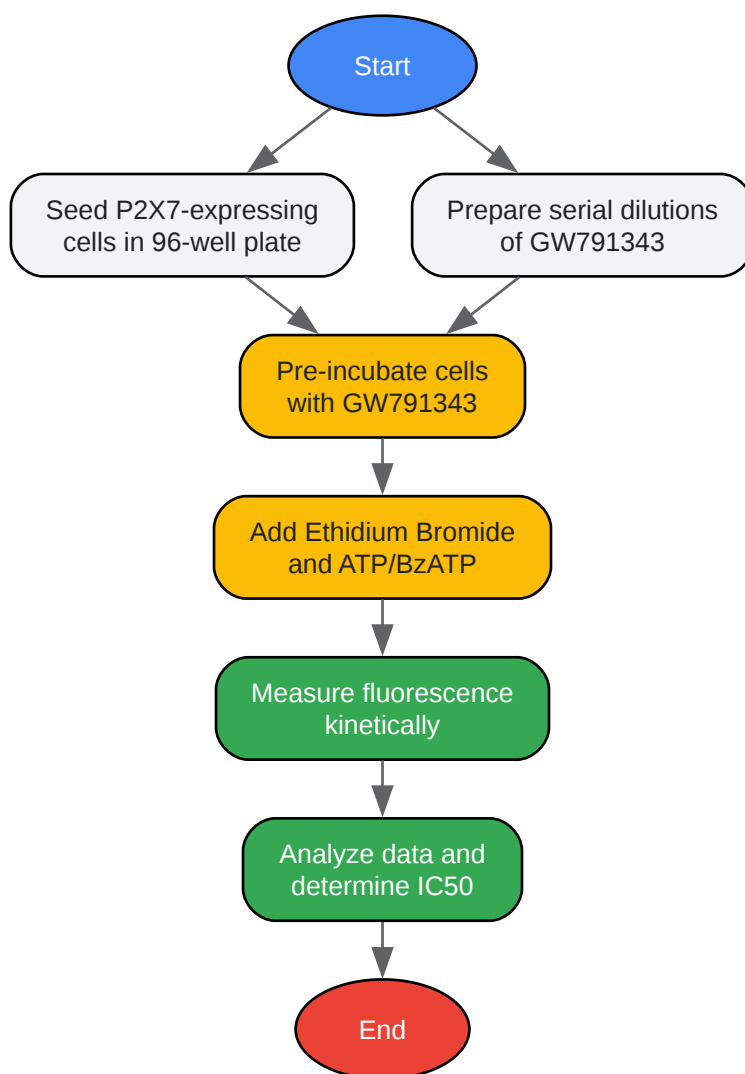 Start
Seed P2X7-expressing
cells in 96-well plate
Prepare serial dilutions
of GW791343
Pre-incubate cells
with GW791343
Add Ethidium Bromide
and ATP/BzATP
Measure fluorescence
kinetically
Analyze data and
determine IC50
End